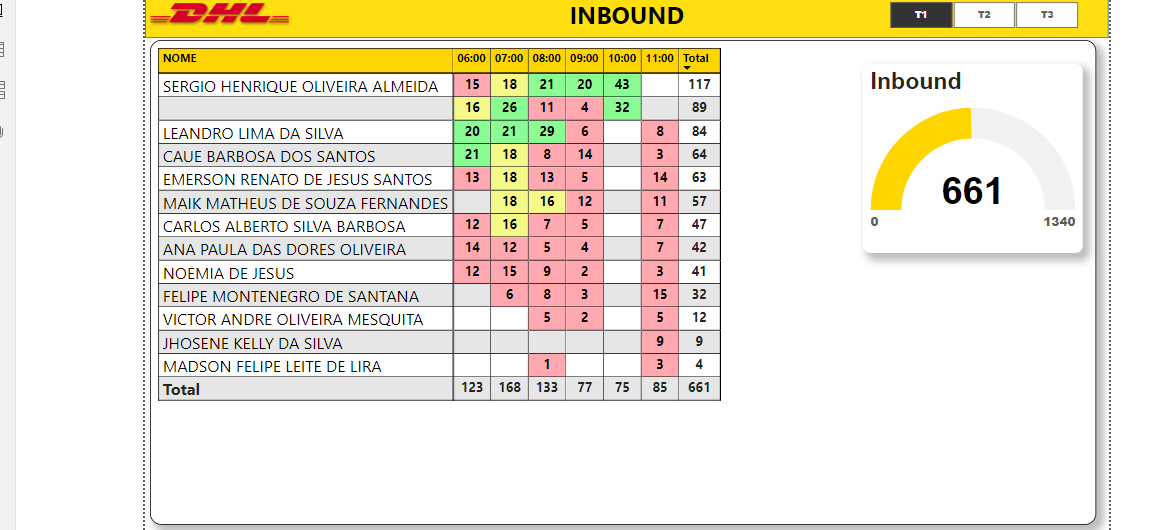 DHL INBOUND T1 T2 T3
NOME 06:00 07:00 08:00 09:00 10:00 11:00 Total
SERGIO HENRIQUE OLIVEIRA ALMEIDA 15 18 21 20 43 117
16 26 11 4 32 89
LEANDRO LIMA DA SILVA 20 21 29 6 8 84
CAUE BARBOSA DOS SANTOS 21 18 8 14 3 64
EMERSON RENATO DE JESUS SANTOS 13 18 13 5 14 63
MAIK MATHEUS DE SOUZA FERNANDES 18 16 12 11 57
CARLOS ALBERTO SILVA BARBOSA 12 16 7 5 7 47
ANA PAULA DAS DORES OLIVEIRA 14 12 5 4 7 42
NOEMIA DE JESUS 12 15 9 2 3 41
FELIPE MONTENEGRO DE SANTANA 6 8 3 15 32
VICTOR ANDRE OLIVEIRA MESQUITA 5 2 5 12
JHOSENE KELLY DA SILVA 9 9
MADSON FELIPE LEITE DE LIRA 1 3 4
Total 123 168 133 77 75 85 661
Inbound
661
0 1340